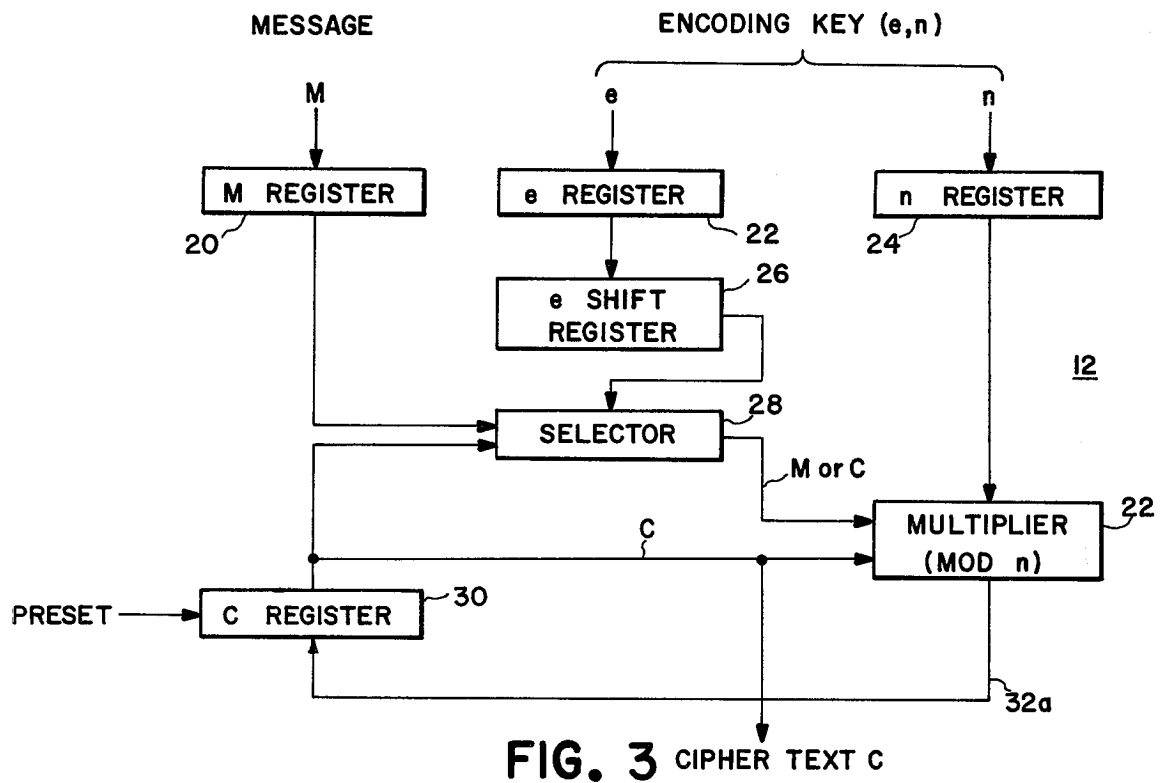 MESSAGE
ENCODING KEY (e,n)
M
e
n
M REGISTER
e REGISTER
n REGISTER
20
22
24
e SHIFT
REGISTER
26
12
SELECTOR
28
M or C
MULTIPLIER
(MOD n)
22
C
PRESET
C REGISTER
30
32a
FIG. 3
CIPHER TEXT C